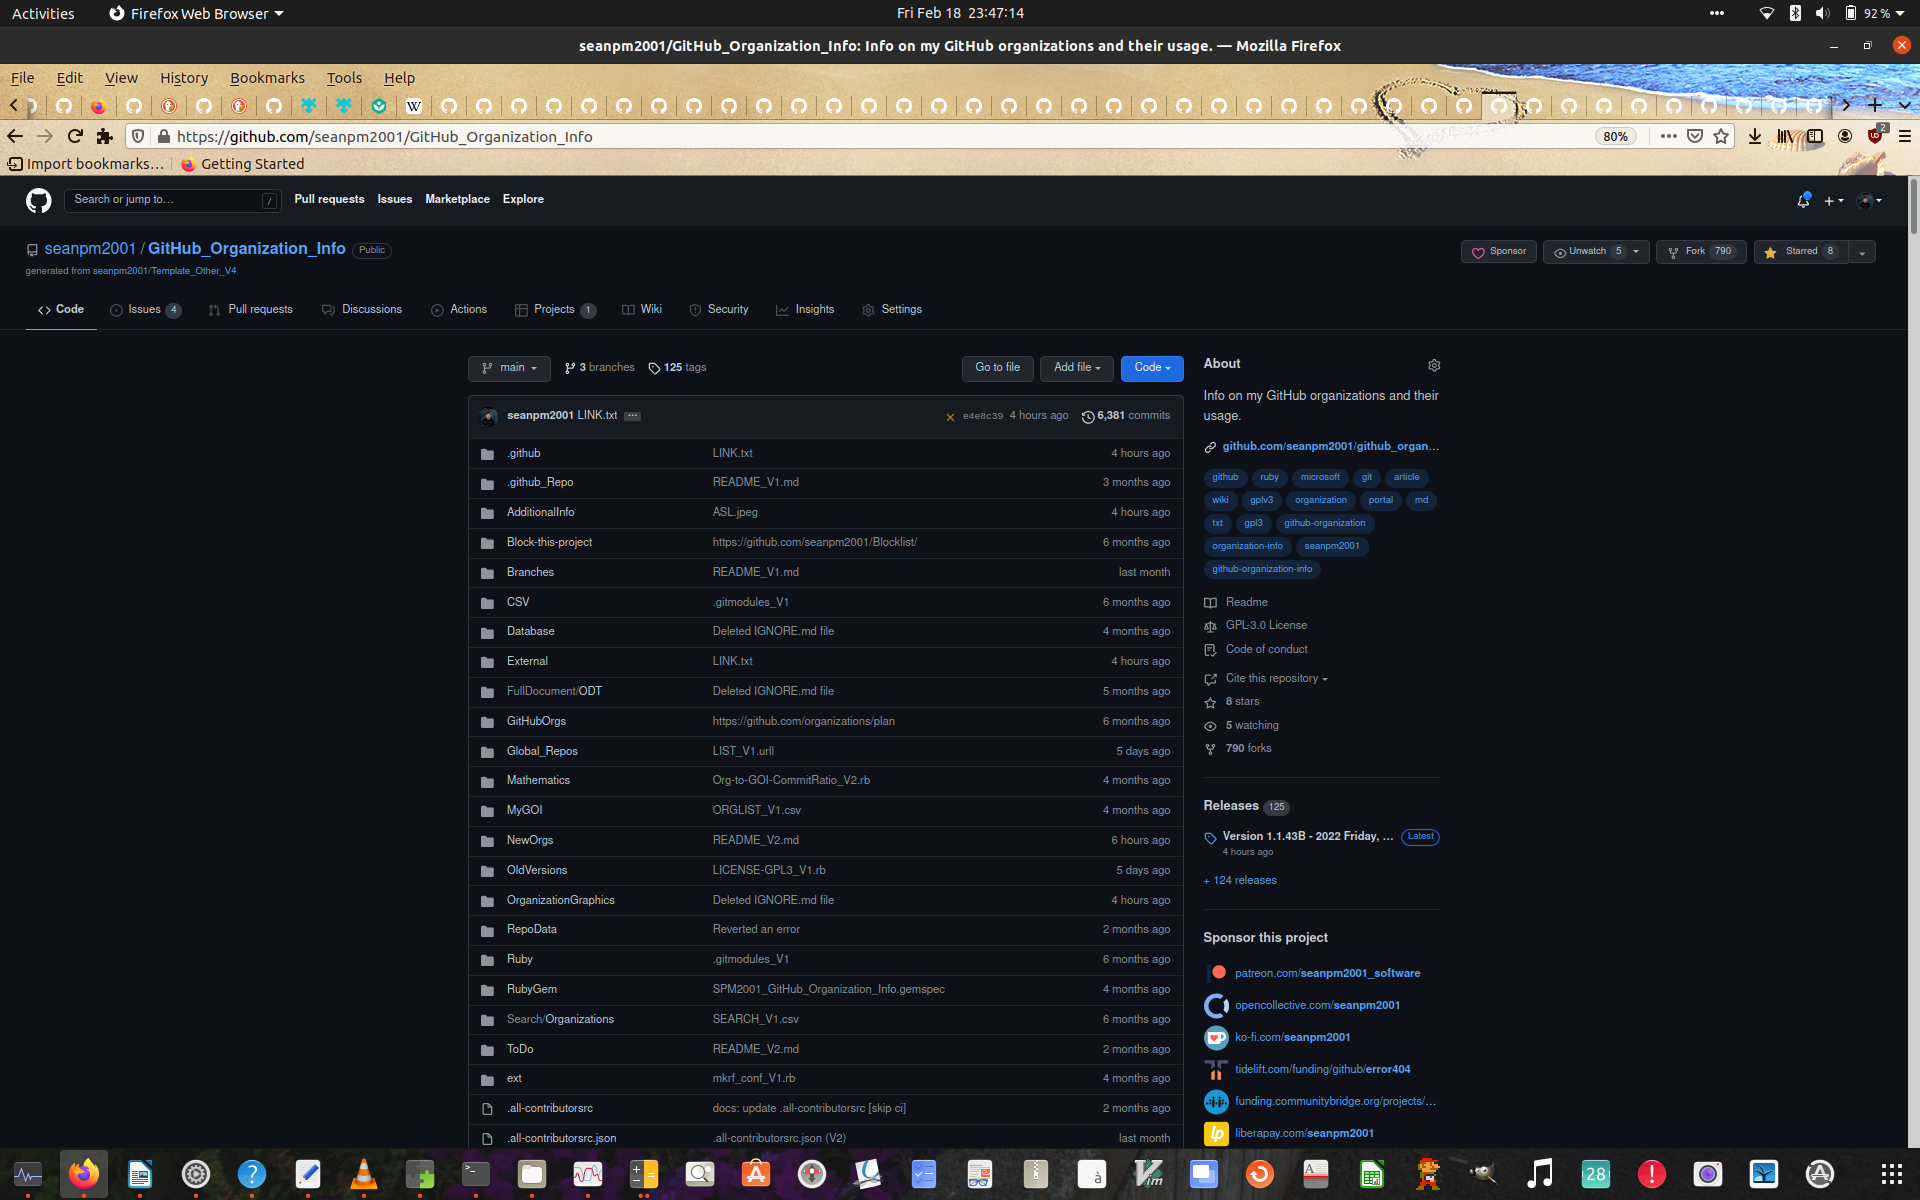 Activities Firefox Web Browser Fri Feb 18 23:47:14 92 %
seanpm2001/GitHub_Organization_Info: Info on my GitHub organizations and their usage. — Mozilla Firefox
File Edit View History Bookmarks Tools Help
https://github.com/seanpm2001/GitHub_Organization_Info 80% 2
Import bookmarks… Getting Started
Search or jump to… / Pull requests Issues Marketplace Explore
seanpm2001 / GitHub_Organization_Info Public
Sponsor Unwatch 5 Fork 790 Starred 8
generated from seanpm2001/Template_Other_V4
Code Issues 4 Pull requests Discussions Actions Projects 1 Wiki Security Insights Settings
main 3 branches 125 tags Go to file Add file Code
seanpm2001 LINK.txt ··· e4e8c39 4 hours ago 6,381 commits
.github LINK.txt 4 hours ago
.github_Repo README_V1.md 3 months ago
AdditionalInfo ASL.jpeg 4 hours ago
Block-this-project https://github.com/seanpm2001/Blocklist/ 6 months ago
Branches README_V1.md last month
CSV .gitmodules_V1 6 months ago
Database Deleted IGNORE.md file 4 months ago
External LINK.txt 4 hours ago
FullDocument/ODT Deleted IGNORE.md file 5 months ago
GitHubOrgs https://github.com/organizations/plan 6 months ago
Global_Repos LIST_V1.urll 5 days ago
Mathematics Org-to-GOI-CommitRatio_V2.rb 4 months ago
MyGOI ORGLIST_V1.csv 4 months ago
NewOrgs README_V2.md 6 hours ago
OldVersions LICENSE-GPL3_V1.rb 5 days ago
OrganizationGraphics Deleted IGNORE.md file 4 hours ago
RepoData Reverted an error 2 months ago
Ruby .gitmodules_V1 6 months ago
RubyGem SPM2001_GitHub_Organization_Info.gemspec 4 months ago
Search/Organizations SEARCH_V1.csv 6 months ago
ToDo README_V2.md 2 months ago
ext mkrf_conf_V1.rb 4 months ago
.all-contributorsrc docs: update .all-contributorsrc [skip ci] 2 months ago
.all-contributorsrc.json .all-contributorsrc.json (V2) last month
About
Info on my GitHub organizations and their
usage.
github.com/seanpm2001/github_organ…
github ruby microsoft git article
wiki gplv3 organization portal md
txt gpl3 github-organization
organization-info seanpm2001
github-organization-info
Readme
GPL-3.0 License
Code of conduct
Cite this repository
8 stars
5 watching
790 forks
Releases 125
Version 1.1.43B - 2022 Friday, … Latest
4 hours ago
+ 124 releases
Sponsor this project
patreon.com/seanpm2001_software
opencollective.com/seanpm2001
ko-fi.com/seanpm2001
tidelift.com/funding/github/error404
funding.communitybridge.org/projects/…
liberapay.com/seanpm2001
28